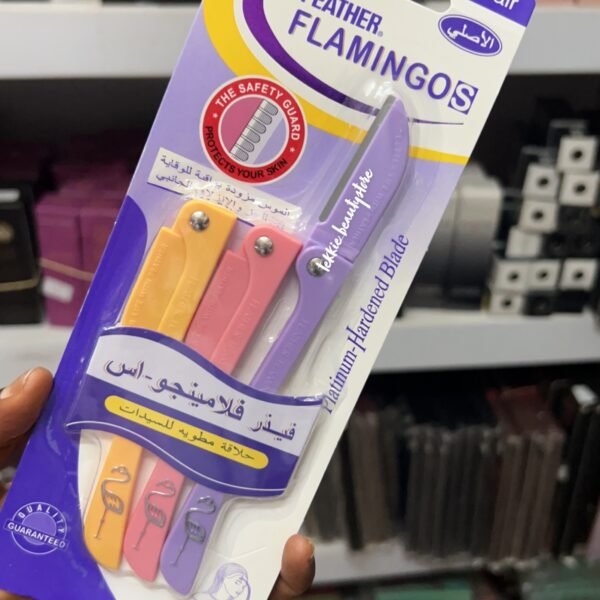 FEATHER®
FLAMINGO S
الأصلي
THE SAFETY GUARD
PROTECTS YOUR SKIN
tekkie.beautystore
Platinum-Hardened Blade
فيذر فلامينجو-اس
حلاقة مطويه للسيدات
QUALITY
GUARANTEED